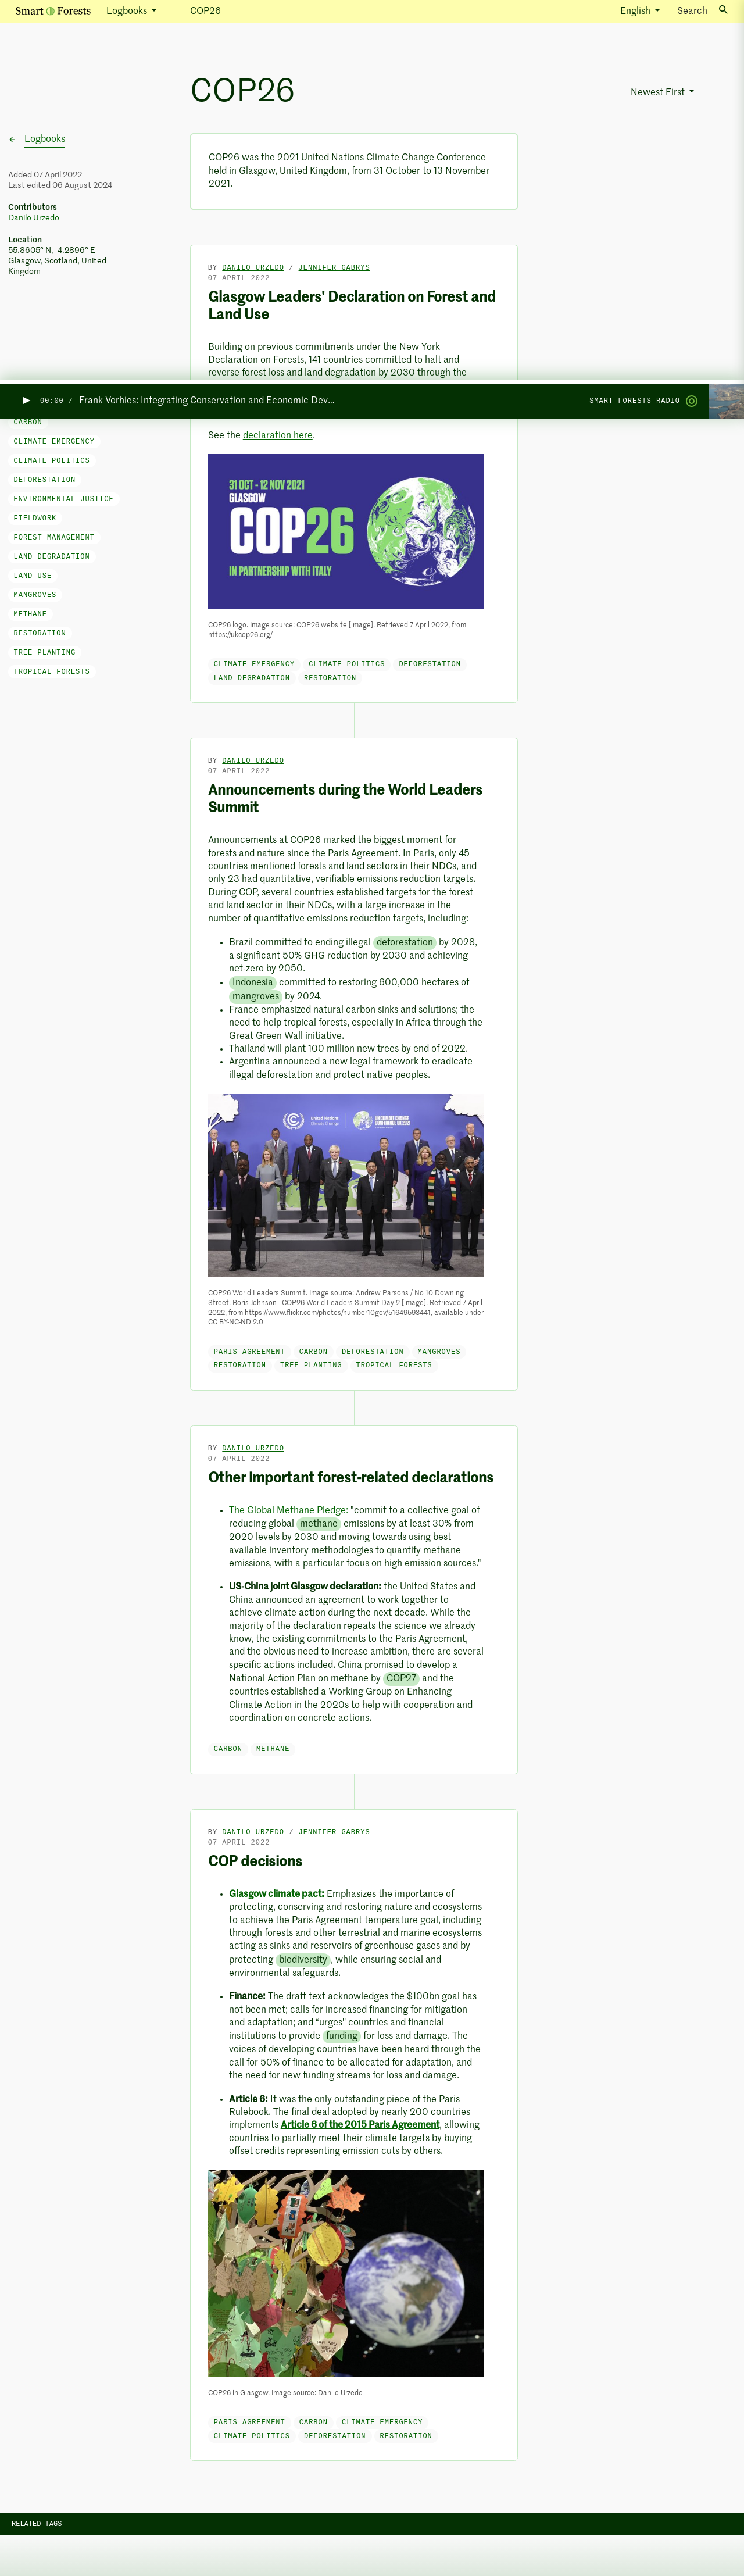 Smart Forests
Logbooks
COP26
English
Search
COP26
Newest First
Logbooks
Added 07 April 2022
Last edited 06 August 2024
Contributors
Danilo Urzedo
Location
55.8605° N, -4.2896° E
Glasgow, Scotland, United
Kingdom
COP26 was the 2021 United Nations Climate Change Conference
held in Glasgow, United Kingdom, from 31 October to 13 November
2021.
BY DANILO URZEDO / JENNIFER GABRYS
07 APRIL 2022
Glasgow Leaders' Declaration on Forest and
Land Use
Building on previous commitments under the New York
Declaration on Forests, 141 countries committed to halt and
reverse forest loss and land degradation by 2030 through the
00:00 / Frank Vorhies: Integrating Conservation and Economic Dev...
SMART FORESTS RADIO
CARBON
CLIMATE EMERGENCY
CLIMATE POLITICS
DEFORESTATION
ENVIRONMENTAL JUSTICE
FIELDWORK
FOREST MANAGEMENT
LAND DEGRADATION
LAND USE
MANGROVES
METHANE
RESTORATION
TREE PLANTING
TROPICAL FORESTS
See the declaration here.
31 OCT - 12 NOV 2021
GLASGOW
COP26
IN PARTNERSHIP WITH ITALY
COP26 logo. Image source: COP26 website [image]. Retrieved 7 April 2022, from
https://ukcop26.org/
CLIMATE EMERGENCY CLIMATE POLITICS DEFORESTATION
LAND DEGRADATION RESTORATION
BY DANILO URZEDO
07 APRIL 2022
Announcements during the World Leaders
Summit
Announcements at COP26 marked the biggest moment for
forests and nature since the Paris Agreement. In Paris, only 45
countries mentioned forests and land sectors in their NDCs, and
only 23 had quantitative, verifiable emissions reduction targets.
During COP, several countries established targets for the forest
and land sector in their NDCs, with a large increase in the
number of quantitative emissions reduction targets, including:
• Brazil committed to ending illegal deforestation by 2028,
a significant 50% GHG reduction by 2030 and achieving
net-zero by 2050.
• Indonesia committed to restoring 600,000 hectares of
mangroves by 2024.
• France emphasized natural carbon sinks and solutions; the
need to help tropical forests, especially in Africa through the
Great Green Wall initiative.
• Thailand will plant 100 million new trees by end of 2022.
• Argentina announced a new legal framework to eradicate
illegal deforestation and protect native peoples.
United Nations
Climate Change
UN CLIMATE
CHANGE
CONFERENCE
UK 2021
COP26 World Leaders Summit. Image source: Andrew Parsons / No 10 Downing
Street. Boris Johnson - COP26 World Leaders Summit Day 2 [image]. Retrieved 7 April
2022, from https://www.flickr.com/photos/number10gov/51649593441, available under
CC BY-NC-ND 2.0
PARIS AGREEMENT CARBON DEFORESTATION MANGROVES
RESTORATION TREE PLANTING TROPICAL FORESTS
BY DANILO URZEDO
07 APRIL 2022
Other important forest-related declarations
• The Global Methane Pledge: "commit to a collective goal of
reducing global methane emissions by at least 30% from
2020 levels by 2030 and moving towards using best
available inventory methodologies to quantify methane
emissions, with a particular focus on high emission sources."
• US-China joint Glasgow declaration: the United States and
China announced an agreement to work together to
achieve climate action during the next decade. While the
majority of the declaration repeats the science we already
know, the existing commitments to the Paris Agreement,
and the obvious need to increase ambition, there are several
specific actions included. China promised to develop a
National Action Plan on methane by COP27 and the
countries established a Working Group on Enhancing
Climate Action in the 2020s to help with cooperation and
coordination on concrete actions.
CARBON METHANE
BY DANILO URZEDO / JENNIFER GABRYS
07 APRIL 2022
COP decisions
• Glasgow climate pact: Emphasizes the importance of
protecting, conserving and restoring nature and ecosystems
to achieve the Paris Agreement temperature goal, including
through forests and other terrestrial and marine ecosystems
acting as sinks and reservoirs of greenhouse gases and by
protecting biodiversity, while ensuring social and
environmental safeguards.
• Finance: The draft text acknowledges the $100bn goal has
not been met; calls for increased financing for mitigation
and adaptation; and "urges" countries and financial
institutions to provide funding for loss and damage. The
voices of developing countries have been heard through the
call for 50% of finance to be allocated for adaptation, and
the need for new funding streams for loss and damage.
• Article 6: It was the only outstanding piece of the Paris
Rulebook. The final deal adopted by nearly 200 countries
implements Article 6 of the 2015 Paris Agreement, allowing
countries to partially meet their climate targets by buying
offset credits representing emission cuts by others.
COP26 in Glasgow. Image source: Danilo Urzedo
PARIS AGREEMENT CARBON CLIMATE EMERGENCY
CLIMATE POLITICS DEFORESTATION RESTORATION
RELATED TAGS